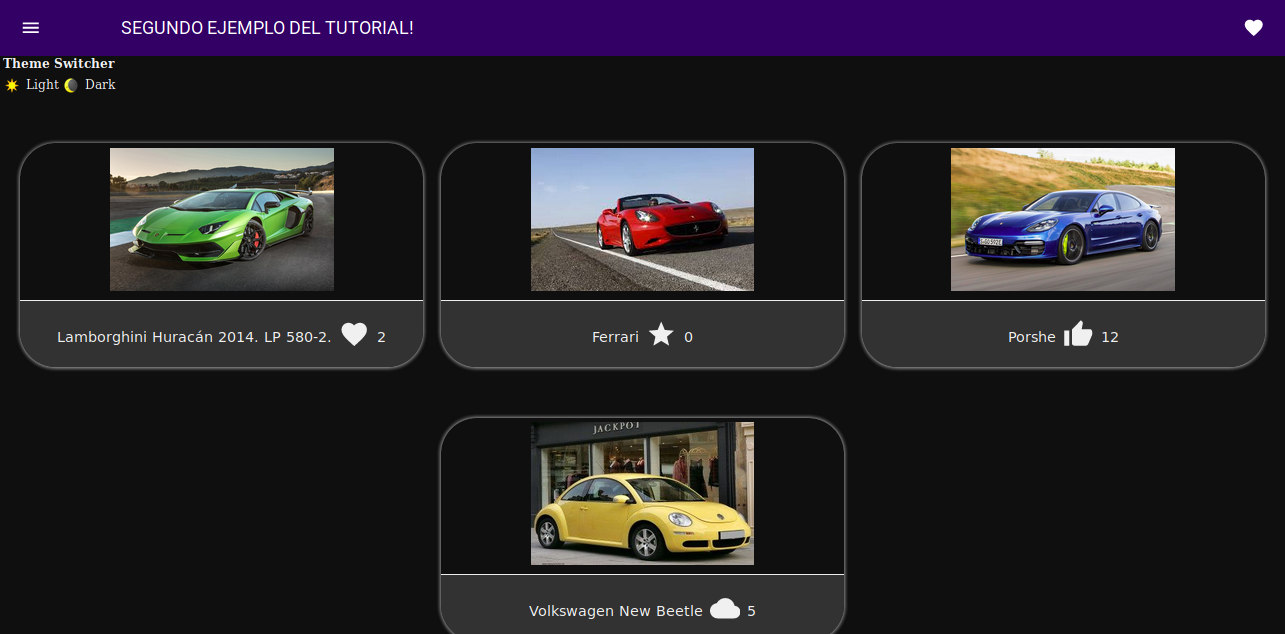 SEGUNDO EJEMPLO DEL TUTORIAL!
Theme Switcher
Light Dark
Lamborghini Huracán 2014. LP 580-2. 2
Ferrari 0
Porshe 12
JACKPOT
Volkswagen New Beetle 5